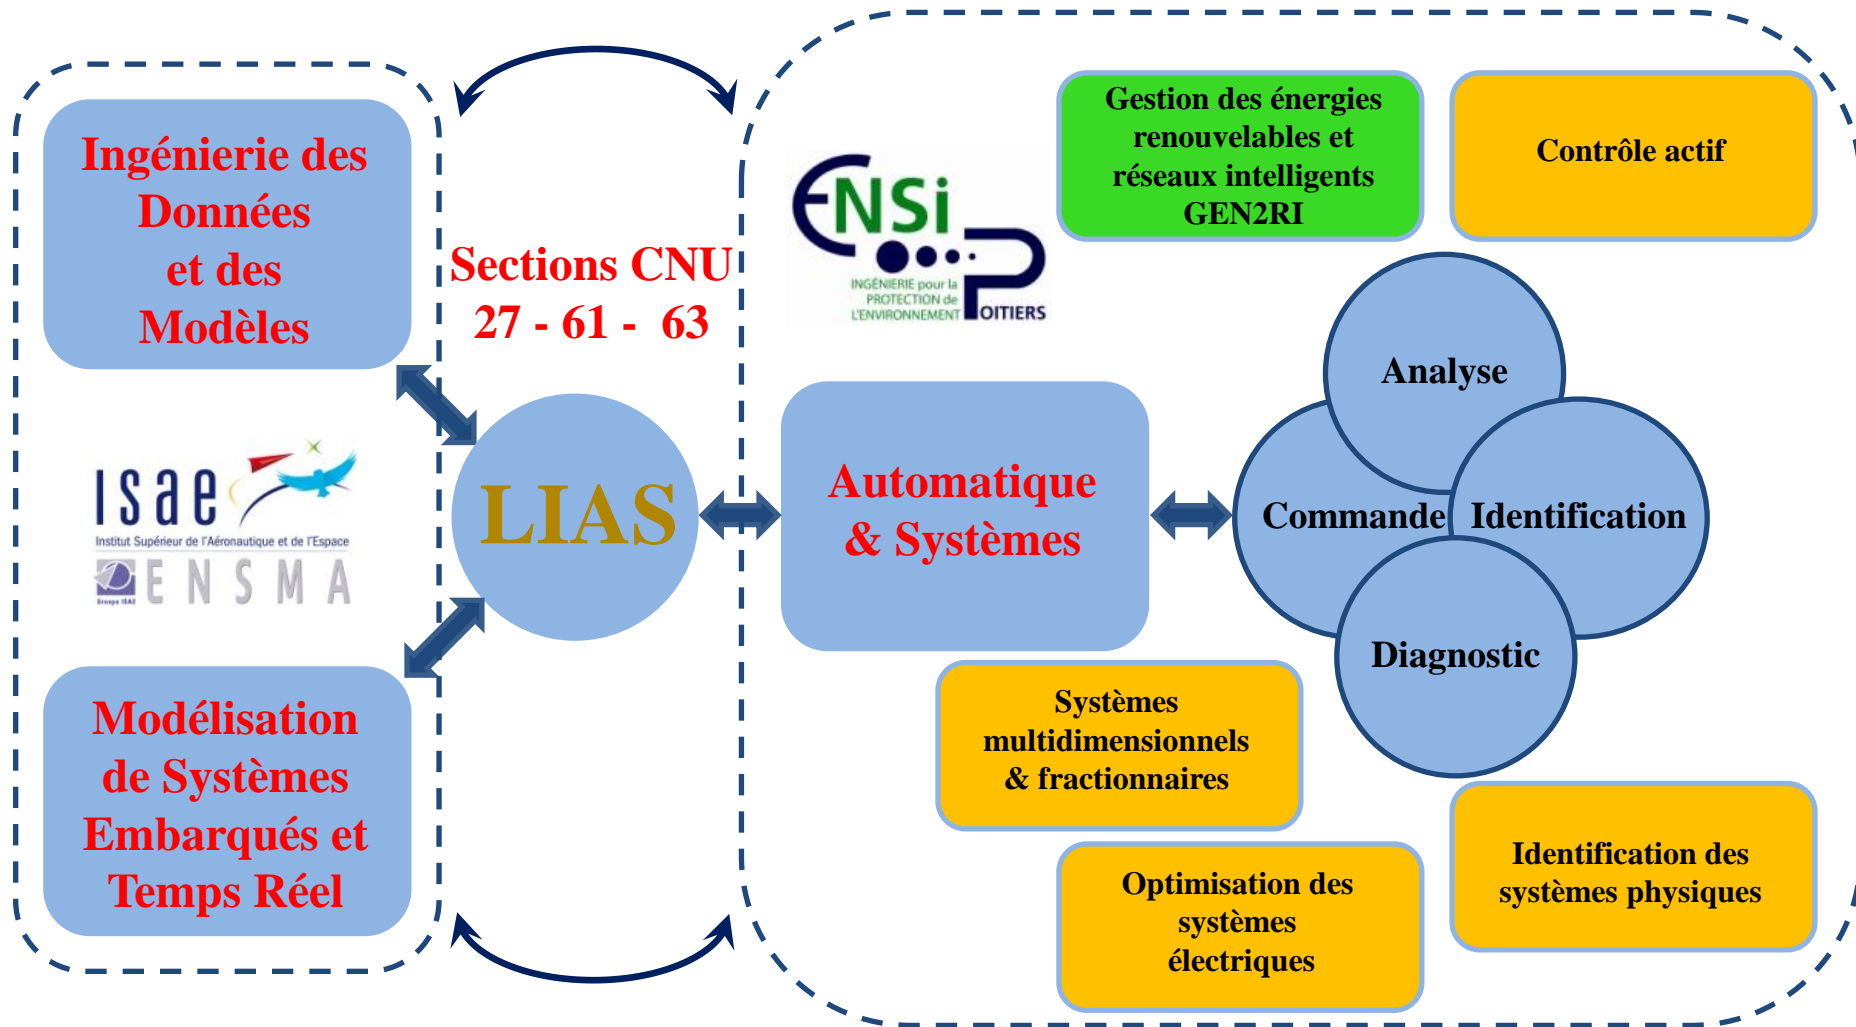 Ingénierie des
Données
et des
Modèles
isae
Institut Supérieur de l'Aéronautique et de l'Espace
Groupe ISAE
ENSMA
Modélisation
de Systèmes
Embarqués et
Temps Réel
Sections CNU
27 - 61 - 63
LIAS
ENSi
INGÉNIERIE pour la
PROTECTION de
L'ENVIRONNEMENT
POITIERS
Automatique
& Systèmes
Gestion des énergies
renouvelables et
réseaux intelligents
GEN2RI
Contrôle actif
Analyse
Commande
Identification
Diagnostic
Systèmes
multidimensionnels
& fractionnaires
Optimisation des
systèmes
électriques
Identification des
systèmes physiques